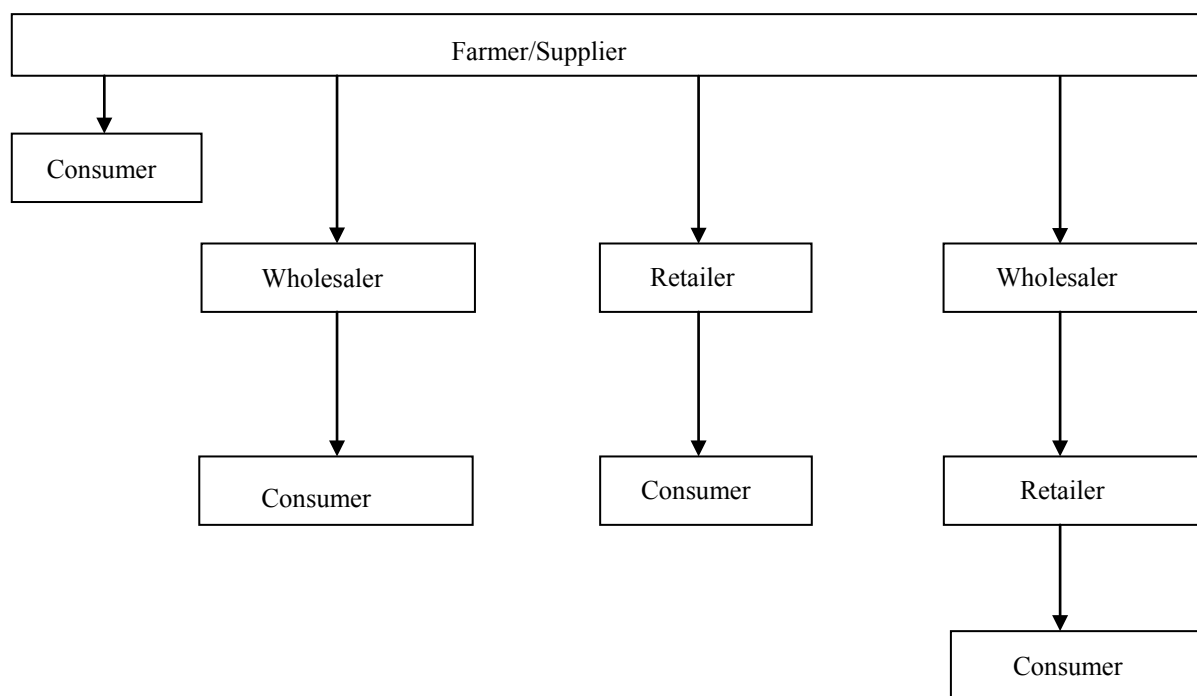 Farmer/Supplier
Consumer
Wholesaler
Retailer
Wholesaler
Consumer
Consumer
Retailer
Consumer